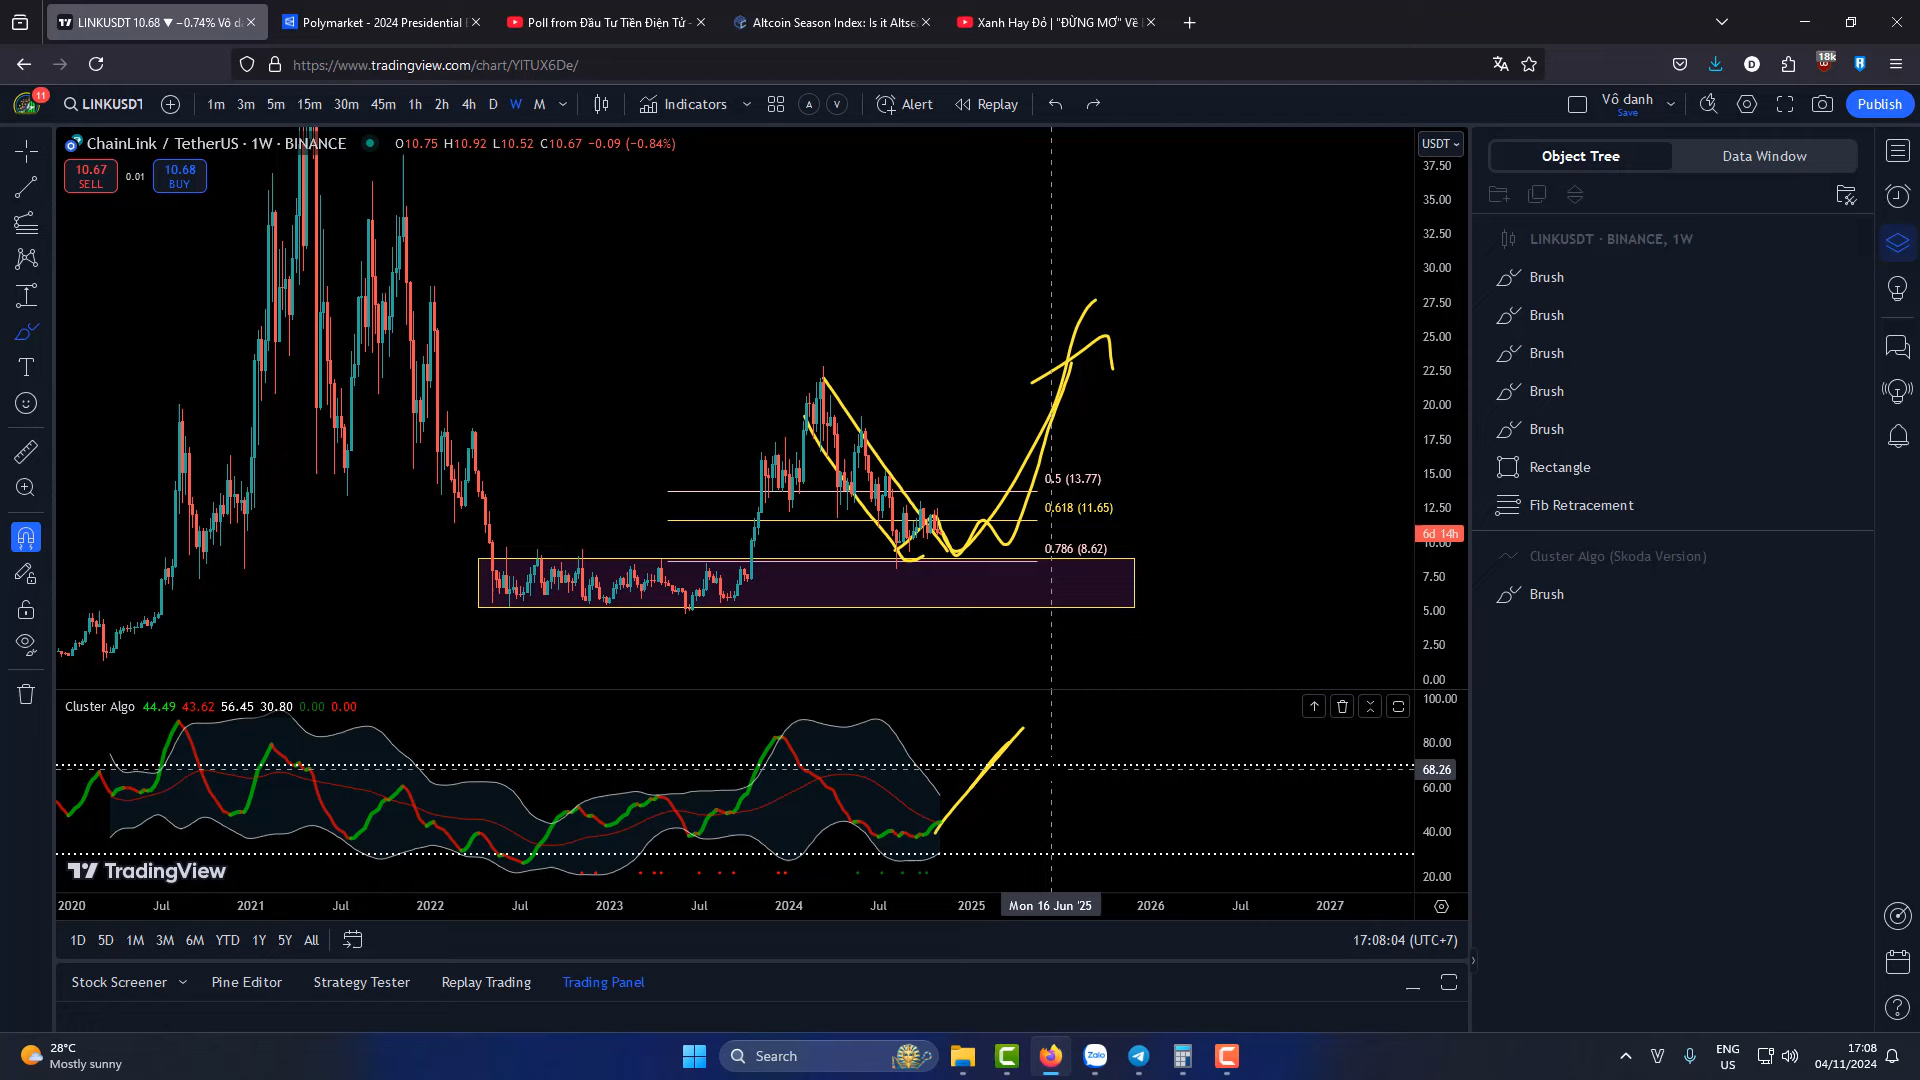 LINKUSDT 10.68 ▼ −0.74% Vô d
Polymarket - 2024 Presidential E
Poll from Đầu Tư Tiền Điện Tử -
Altcoin Season Index: Is it Altse
Xanh Hay Đỏ | "ĐỪNG MƠ" Về
https://www.tradingview.com/chart/YITUX6De/
18k
11
LINKUSDT
1m 3m 5m 15m 30m 45m 1h 2h 4h D W M
Indicators
A V
Alert
Replay
Vô danh
Save
Publish
ChainLink / TetherUS · 1W · BINANCE
O10.75 H10.92 L10.52 C10.67 −0.09 (−0.84%)
10.67
SELL
0.01
10.68
BUY
USDT
37.50
35.00
32.50
30.00
27.50
25.00
22.50
20.00
17.50
15.00
12.50
6d 14h
10.00
7.50
5.00
2.50
0.00
0.5 (13.77)
0.618 (11.65)
0.786 (8.62)
Cluster Algo 44.49 43.62 56.45 30.80 0.00 0.00
100.00
80.00
68.26
60.00
40.00
20.00
TradingView
2020 Jul 2021 Jul 2022 Jul 2023 Jul 2024 Jul 2025 Mon 16 Jun '25 2026 Jul 2027
1D 5D 1M 3M 6M YTD 1Y 5Y All
17:08:04 (UTC+7)
Stock Screener
Pine Editor
Strategy Tester
Replay Trading
Trading Panel
Object Tree
Data Window
LINKUSDT · BINANCE, 1W
Brush
Brush
Brush
Brush
Brush
Rectangle
Fib Retracement
Cluster Algo (Skoda Version)
Brush
28°C
Mostly sunny
Search
Zalo
ENG
US
17:08
04/11/2024